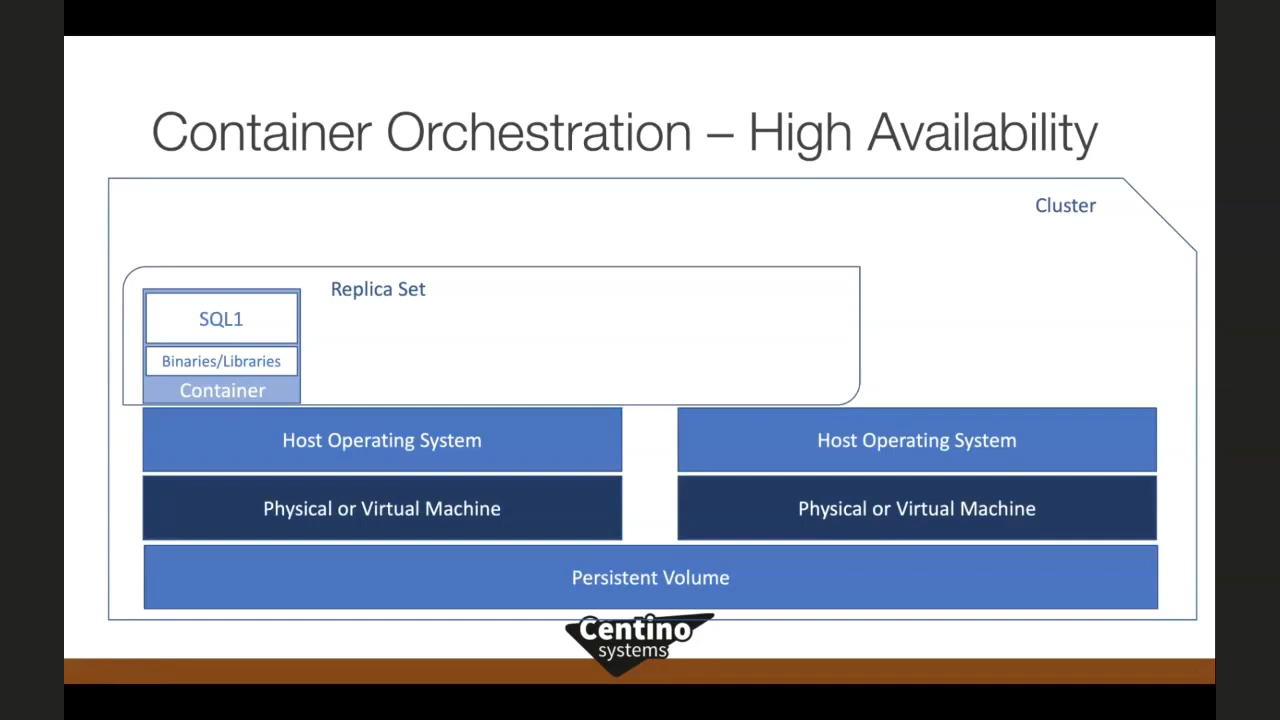 Container Orchestration – High Availability
Cluster
Replica Set
SQL1
Binaries/Libraries
Container
Host Operating System
Host Operating System
Physical or Virtual Machine
Physical or Virtual Machine
Persistent Volume
Centino
systems